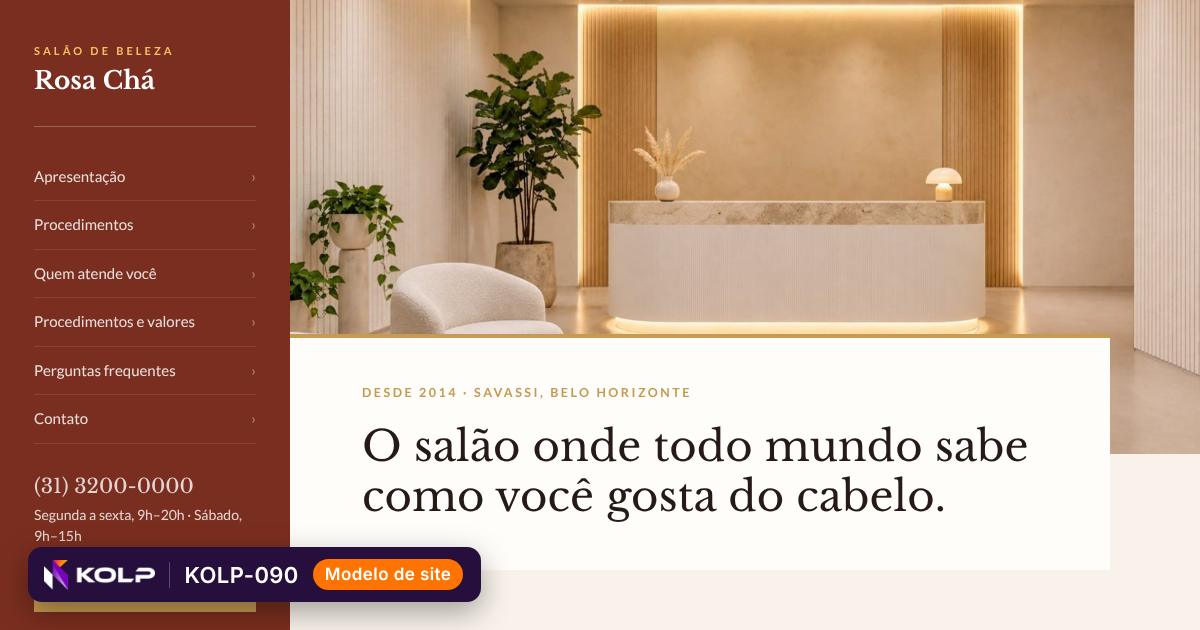 SALÃO DE BELEZA
Rosa Chá
Apresentação
Procedimentos
Quem atende você
Procedimentos e valores
Perguntas frequentes
Contato
(31) 3200-0000
Segunda a sexta, 9h–20h · Sábado,
9h–15h
DESDE 2014 · SAVASSI, BELO HORIZONTE
O salão onde todo mundo sabe
como você gosta do cabelo.
KOLP
KOLP-090
Modelo de site